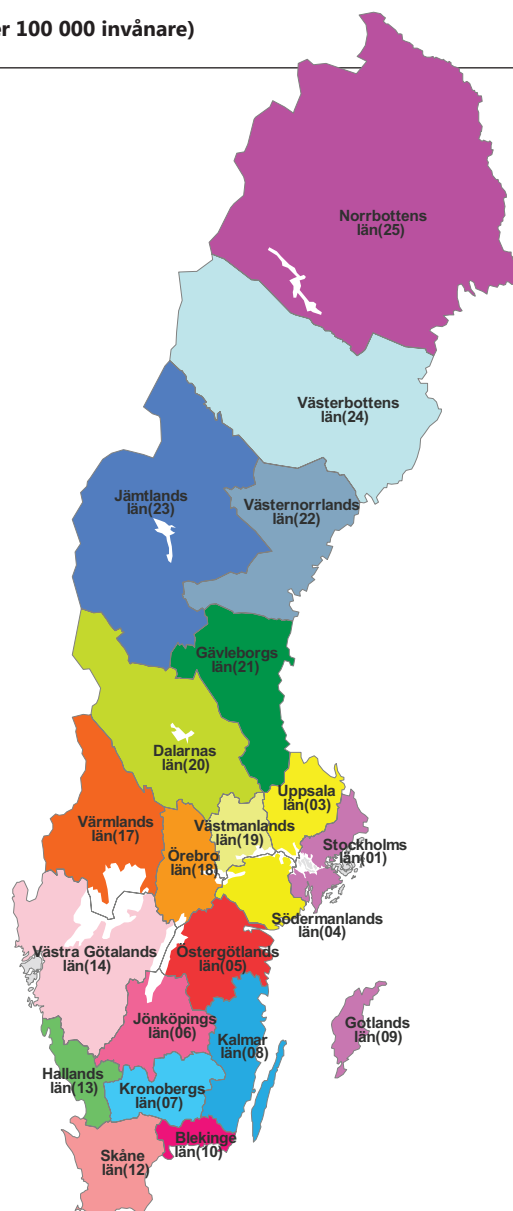 r 100 000 invånare)
Norrbottens
län(25)
Västerbottens
län(24)
Jämtlands
län(23)
Västernorrlands
län(22)
Gävleborgs
län(21)
Dalarnas
län(20)
Uppsala
län(03)
Värmlands
län(17)
Västmanlands
län(19)
Stockholms
län(01)
Örebro
län(18)
Södermanlands
län(04)
Västra Götalands
län(14)
Östergötlands
län(05)
Jönköpings
län(06)
Gotlands
län(09)
Kalmar
län(08)
Hallands
län(13)
Kronobergs
län(07)
Blekinge
län(10)
Skåne
län(12)